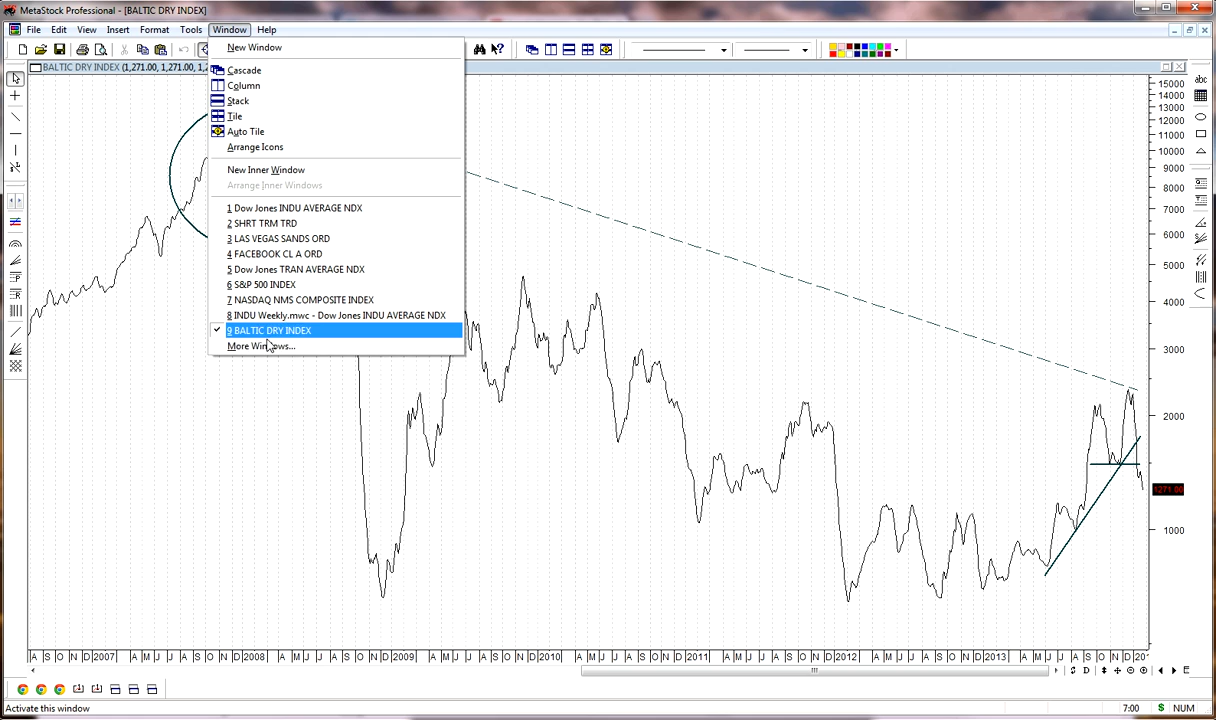 MetaStock Professional - [BALTIC DRY INDEX]
File Edit View Insert Format Tools Window Help
BALTIC DRY INDEX (1,271.00, 1,271.00, 1,2
New Window
Cascade
Column
Stack
Tile
Auto Tile
Arrange Icons
New Inner Window
Arrange Inner Windows
1 Dow Jones INDU AVERAGE NDX
2 SHRT TRM TRD
3 LAS VEGAS SANDS ORD
4 FACEBOOK CL A ORD
5 Dow Jones TRAN AVERAGE NDX
6 S&P 500 INDEX
7 NASDAQ NMS COMPOSITE INDEX
8 INDU Weekly.mwc - Dow Jones INDU AVERAGE NDX
9 BALTIC DRY INDEX
More Windows...
abc
15000
14000
13000
12000
11000
10000
9000
8000
7000
6000
5000
4000
3000
2000
1271.00
1000
A S O N D 2007 A M J J A S O N D 2008 A M J J A S O N D 2009 A M J J A S O N D 2010 A M J J A S O N D 2011 A M J J A S O N D 2012 A M J J A S O N D 2013 A M J J A S O N D 201
D E
Activate this window
7:00 $ NUM